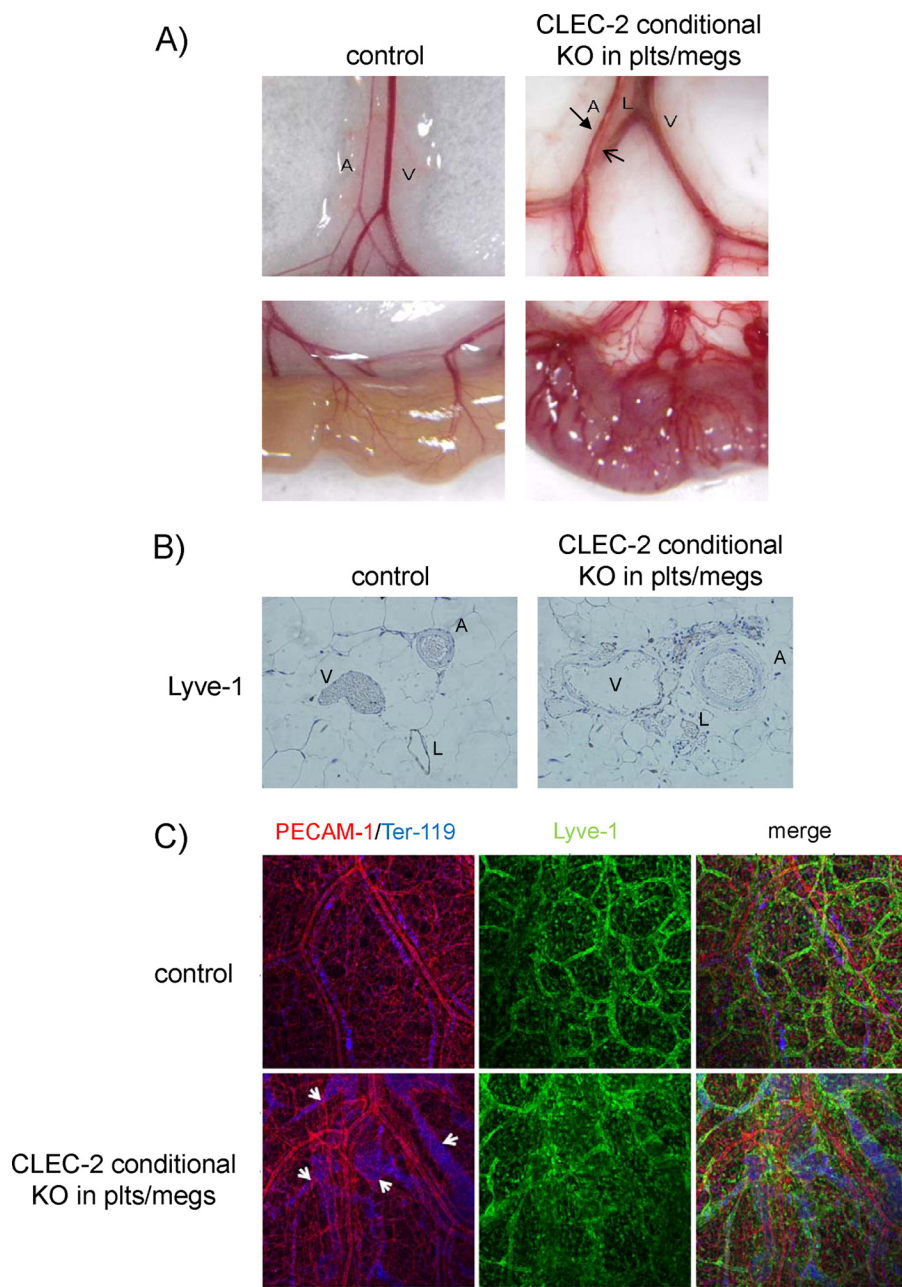 A)
control
CLEC-2 conditional
KO in plts/megs
A
V
A
L
V
B)
control
CLEC-2 conditional
KO in plts/megs
Lyve-1
A
V
L
A
V
L
C)
PECAM-1/Ter-119
Lyve-1
merge
control
CLEC-2 conditional
KO in plts/megs